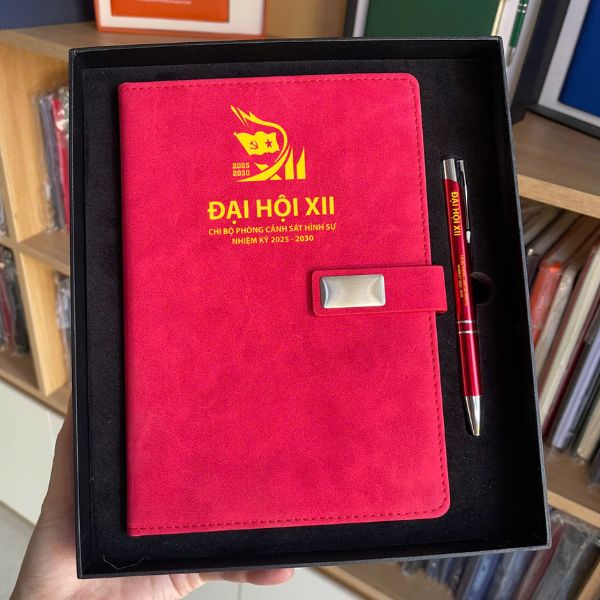 2025
2030
XII
ĐẠI HỘI XII
CHI BỘ PHÒNG CẢNH SÁT HÌNH SỰ
NHIỆM KỲ 2025 - 2030
ĐẠI HỘI XII